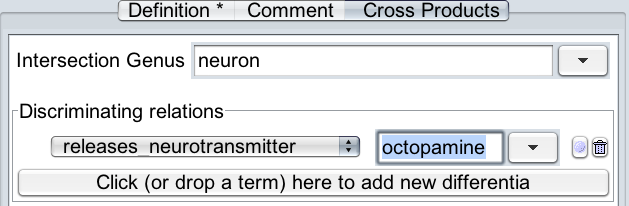 Definition * Comment Cross Products
Intersection Genus neuron
Discriminating relations
releases_neurotransmitter octopamine
Click (or drop a term) here to add new differentia